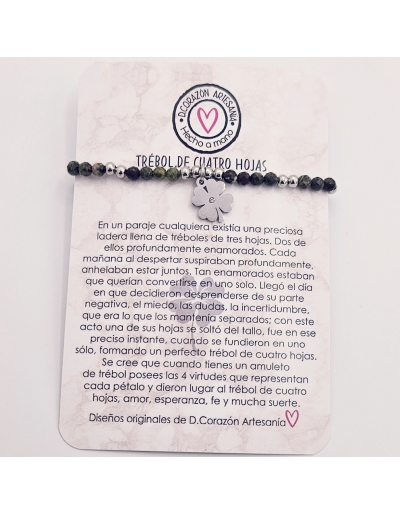 D.CORAZÓN ARTESANÍA
Hecho a mano
TRÉBOL DE CUATRO HOJAS
En un paraje cualquiera existía una preciosa
ladera llena de tréboles de tres hojas. Dos de
ellos profundamente enamorados. Cada
mañana al despertar suspiraban profundamente,
anhelaban estar juntos. Tan enamorados estaban
que querían convertirse en uno solo. Llegó el día
en que decidieron desprenderse de su parte
negativa, el miedo, las dudas, la incertidumbre,
que era lo que los mantenía separados; con este
acto una de sus hojas se soltó del tallo, fue en ese
preciso instante, cuando se fundieron en uno
sólo, formando un perfecto trébol de cuatro hojas.
Se cree que cuando tienes un amuleto
de trébol posees las 4 virtudes que representan
cada pétalo y dieron lugar al trébol de cuatro
hojas, amor, esperanza, fe y mucha suerte.
Diseños originales de D.Corazón Artesanía